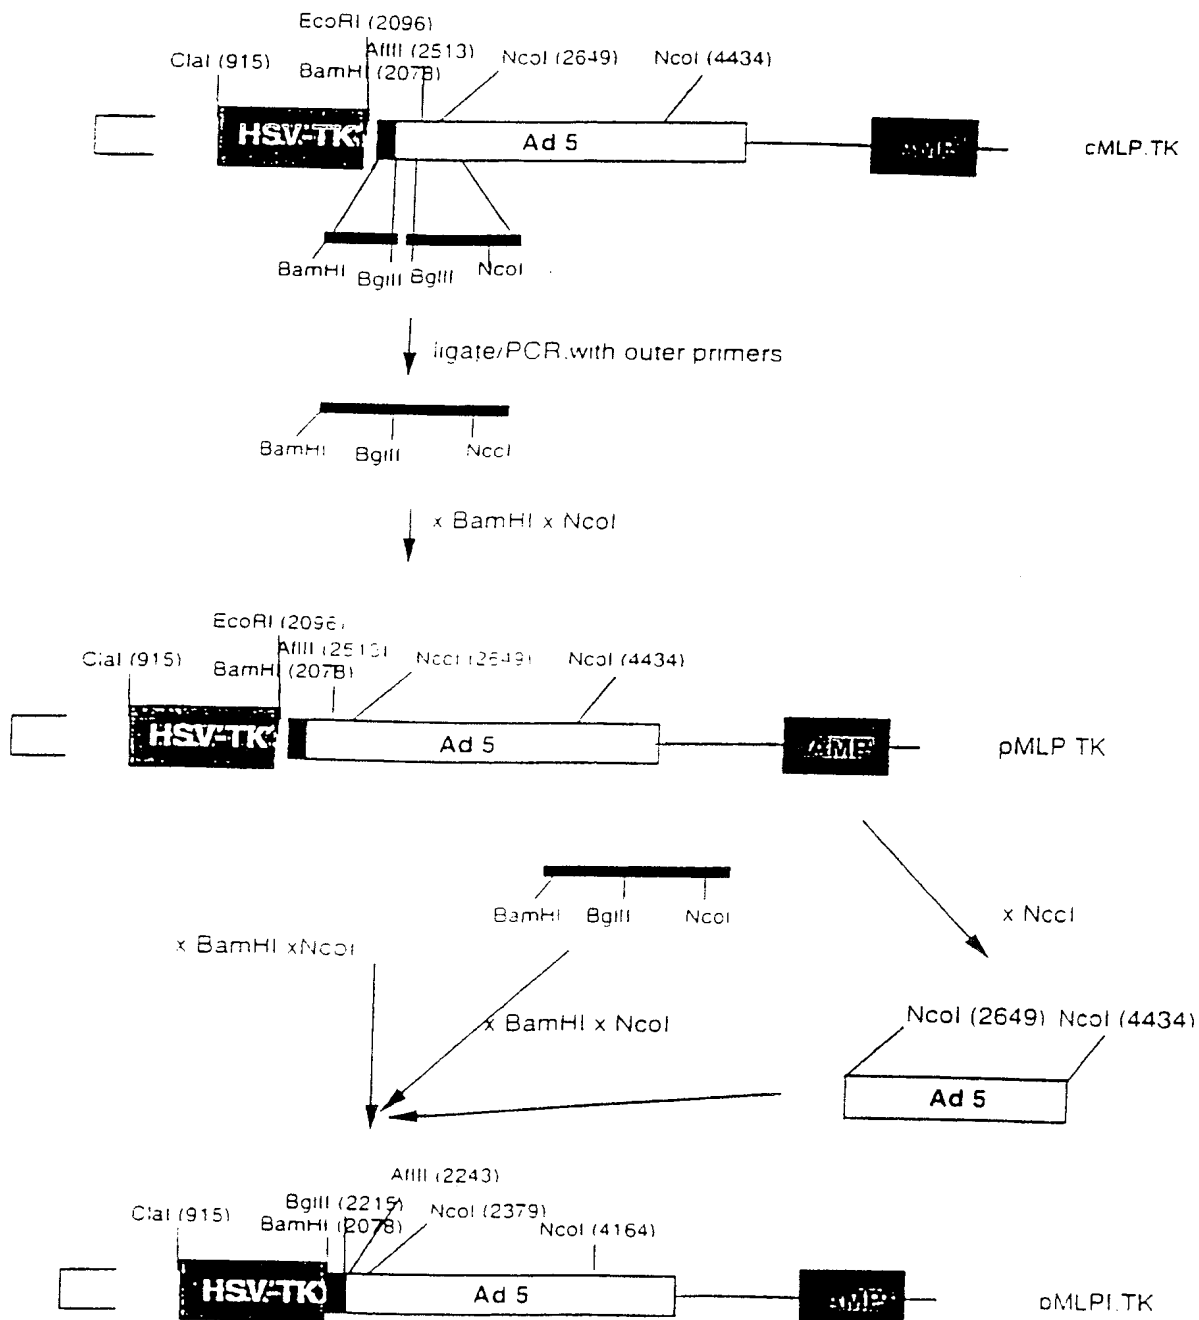 EcoRI (2096)
AflII (2513)
ClaI (915)
BamHI (2078)
NcoI (2649)
NcoI (4434)
HSV-TK
Ad 5
AMP
pMLP.TK
BamHI
BglII
BglII
NcoI
ligate/PCR.with outer primers
BamHI
BglII
NcoI
x BamHI x NcoI
EcoRI (2096)
AflII (2513)
ClaI (915)
BamHI (2078)
NcoI (2649)
NcoI (4434)
HSV-TK
Ad 5
AMP
pMLP TK
BamHI
BglII
NcoI
x NcoI
x BamHI xNcoI
x BamHI x NcoI
NcoI (2649) NcoI (4434)
Ad 5
AflII (2243)
BglII (2215)
ClaI (915)
BamHI (2078)
NcoI (2379)
NcoI (4164)
HSV-TK
Ad 5
AMP
pMLPI.TK